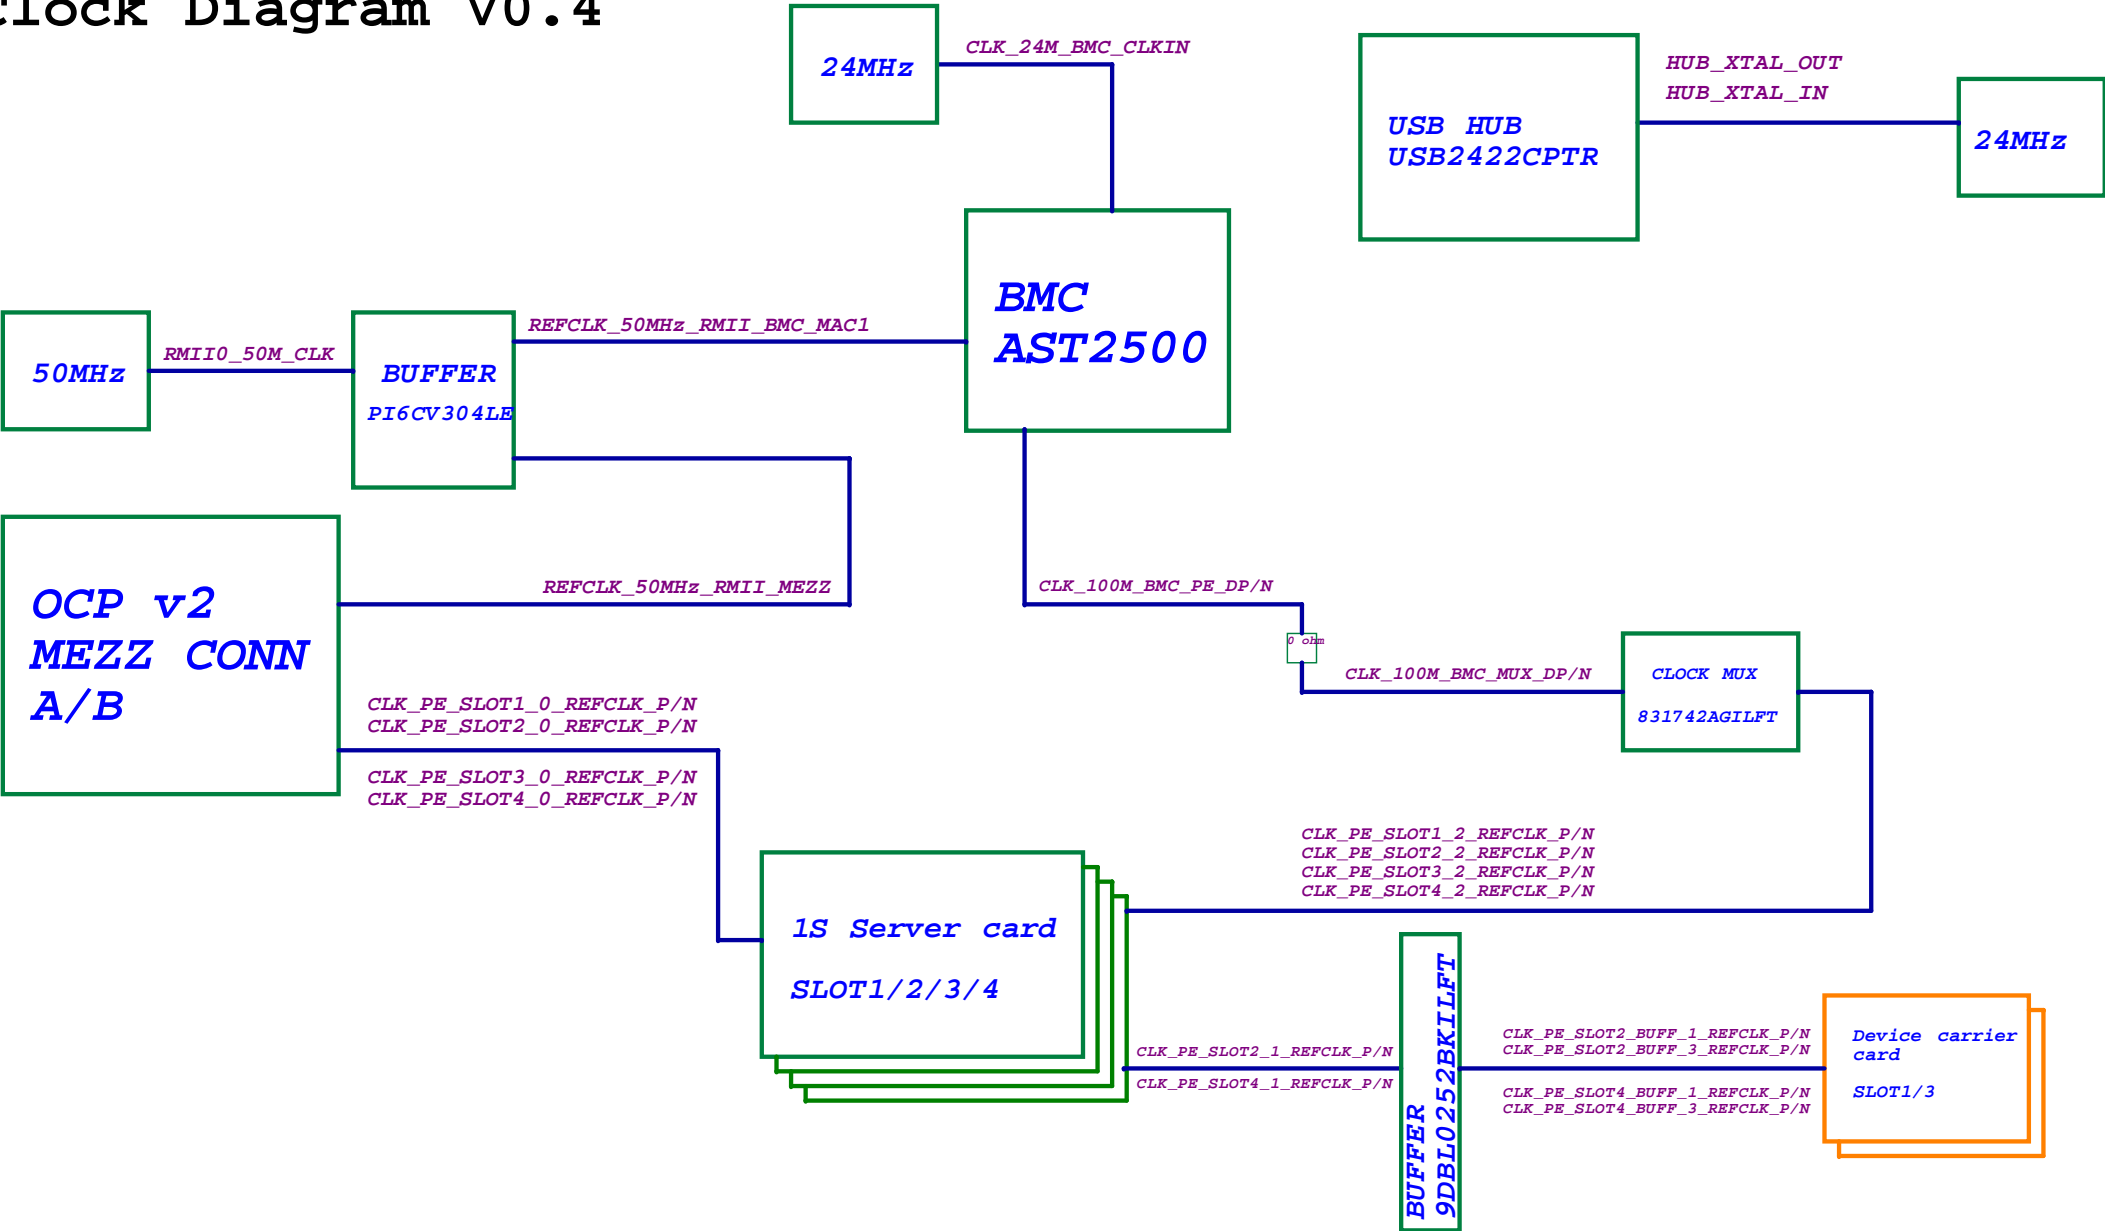 Clock Diagram V0.4
24MHz
CLK_24M_BMC_CLKIN
USB HUB
USB2422CPTR
HUB_XTAL_OUT
HUB_XTAL_IN
24MHz
BMC
AST2500
50MHz
RMII0_50M_CLK
BUFFER
PI6CV304LE
REFCLK_50MHz_RMII_BMC_MAC1
OCP v2
MEZZ CONN
A/B
REFCLK_50MHz_RMII_MEZZ
CLK_100M_BMC_PE_DP/N
0 ohm
CLK_100M_BMC_MUX_DP/N
CLOCK MUX
831742AGILFT
CLK_PE_SLOT1_0_REFCLK_P/N
CLK_PE_SLOT2_0_REFCLK_P/N
CLK_PE_SLOT3_0_REFCLK_P/N
CLK_PE_SLOT4_0_REFCLK_P/N
CLK_PE_SLOT1_2_REFCLK_P/N
CLK_PE_SLOT2_2_REFCLK_P/N
CLK_PE_SLOT3_2_REFCLK_P/N
CLK_PE_SLOT4_2_REFCLK_P/N
1S Server card
SLOT1/2/3/4
CLK_PE_SLOT2_1_REFCLK_P/N
CLK_PE_SLOT4_1_REFCLK_P/N
BUFFER
9DBL0252BKILFT
CLK_PE_SLOT2_BUFF_1_REFCLK_P/N
CLK_PE_SLOT2_BUFF_3_REFCLK_P/N
CLK_PE_SLOT4_BUFF_1_REFCLK_P/N
CLK_PE_SLOT4_BUFF_3_REFCLK_P/N
Device carrier
card
SLOT1/3